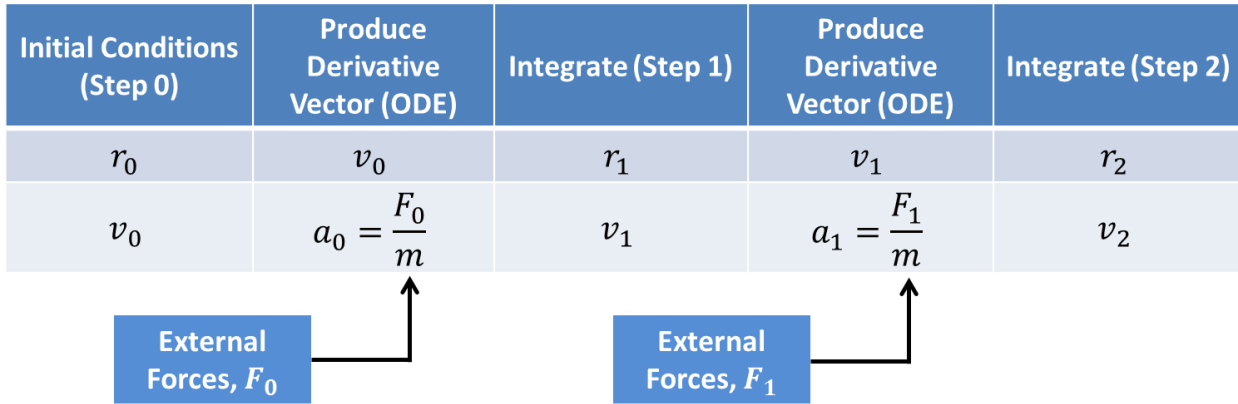 Initial Conditions
(Step 0)
Produce
Derivative
Vector (ODE)
Integrate (Step 1)
Produce
Derivative
Vector (ODE)
Integrate (Step 2)
r₀
v₀
r₁
v₁
r₂
v₀
a₀ = F₀/m
v₁
a₁ = F₁/m
v₂
External
Forces, F₀
External
Forces, F₁